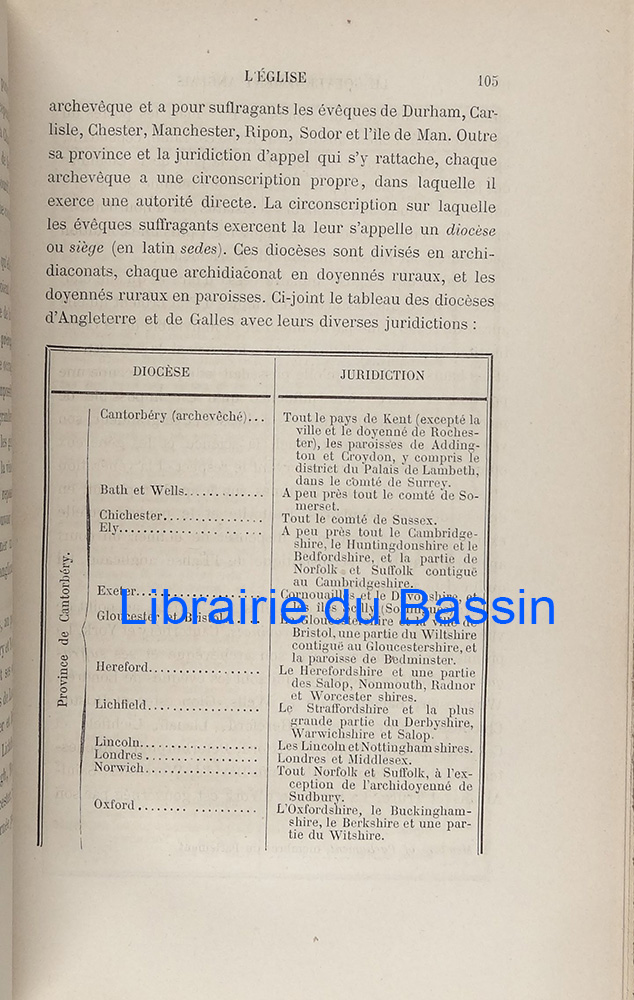 L'ÉGLISE
105
archevêque et a pour suffragants les évêques de Durham, Car-
lisle, Chester, Manchester, Ripon, Sodor et l'île de Man. Outre
sa province et la juridiction d'appel qui s'y rattache, chaque
archevêque a une circonscription propre, dans laquelle il
exerce une autorité directe. La circonscription sur laquelle
les évêques suffragants exercent la leur s'appelle un diocèse
ou siège (en latin sedes). Ces diocèses sont divisés en archi-
diaconats, chaque archidiaconat en doyennés ruraux, et les
doyennés ruraux en paroisses. Ci-joint le tableau des diocèses
d'Angleterre et de Galles avec leurs diverses juridictions :
DIOCÈSE
JURIDICTION
Province de Cantorbéry.
Cantorbéry (archevêché)...
Tout le pays de Kent (excepté la
ville et le doyenné de Roches-
ter), les paroisses de Adding-
ton et Croydon, y compris le
district du Palais de Lambeth,
dans le comté de Surrey.
Bath et Wells.............
A peu près tout le comté de So-
merset.
Chichester................
Tout le comté de Sussex.
Ely.......................
A peu près tout le Cambridge-
shire, le Huntingdonshire et le
Bedfordshire, et la partie de
Norfolk et Suffolk contiguë
au Cambridgeshire.
Exeter....................
Cornouailles et le Devonshire, et
Gloucester et Bristol
Bristol, une partie du Wiltshire
contiguë au Gloucestershire, et
la paroisse de Bedminster.
Hereford..................
Le Herefordshire et une partie
des Salop, Nonmouth, Radnor
et Worcester shires.
Lichfield.................
Le Straffordshire et la plus
grande partie du Derbyshire,
Warwichshire et Salop.
Lincoln...................
Les Lincoln et Nottingham shires.
Londres...................
Londres et Middlesex.
Norwich...................
Tout Norfolk et Suffolk, à l'ex-
ception de l'archidoyenné de
Sudbury.
Oxford....................
L'Oxfordshire, le Buckingham-
shire, le Berkshire et une par-
tie du Witshire.
Librairie du Bassin